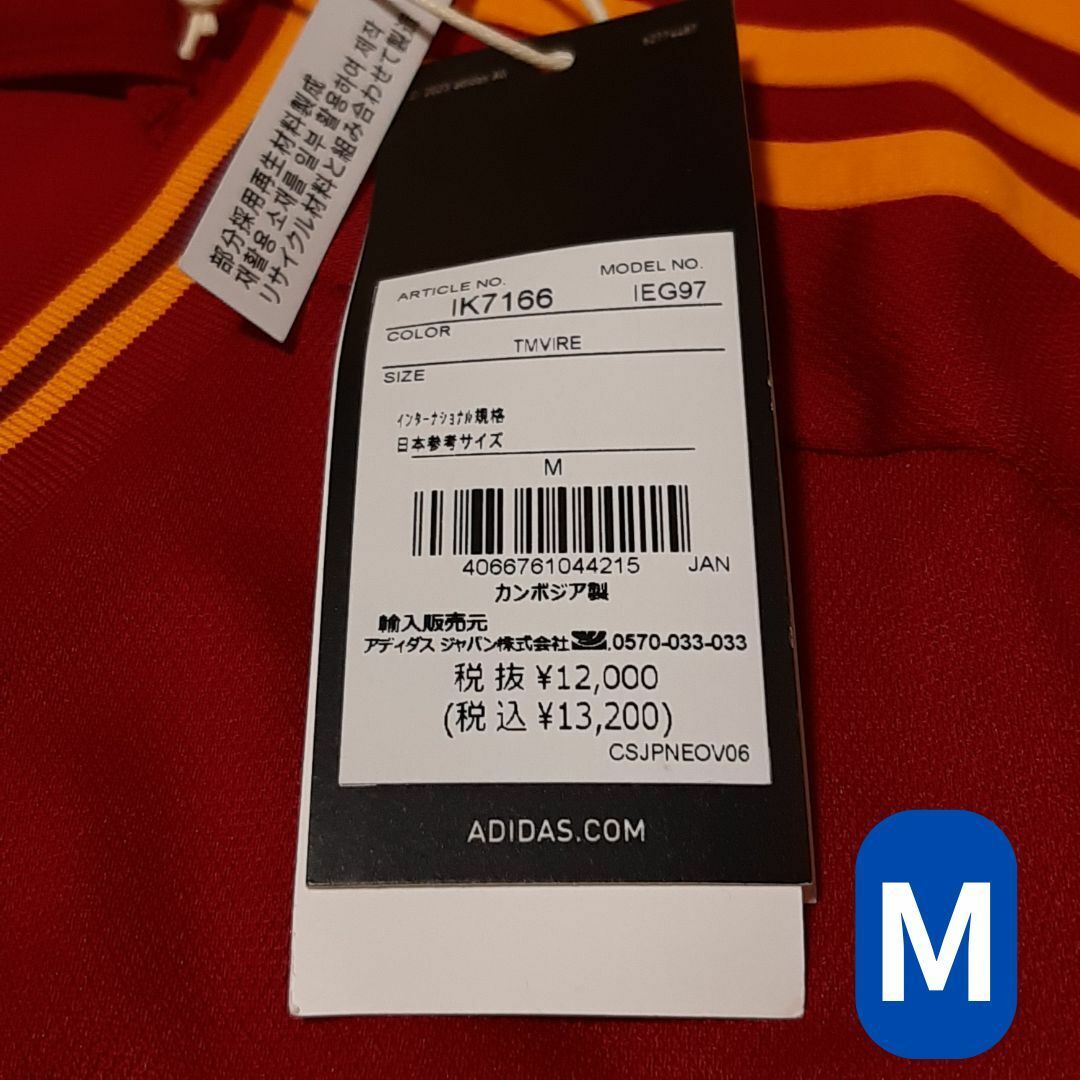 部分採用再生材料製成
재활용 소재를 일부 활용하여 제작
リサイクル材料と組み合わせて製造
ARTICLE NO.
MODEL NO.
IK7166
IEG97
COLOR
TMVIRE
SIZE
インターナショナル規格
日本参考サイズ
M
4066761044215 JAN
カンボジア製
輸入販売元
アディダス ジャパン株式会社 .0570-033-033
税抜 ¥12,000
(税込 ¥13,200)
CSJPNEOV06
ADIDAS.COM
M